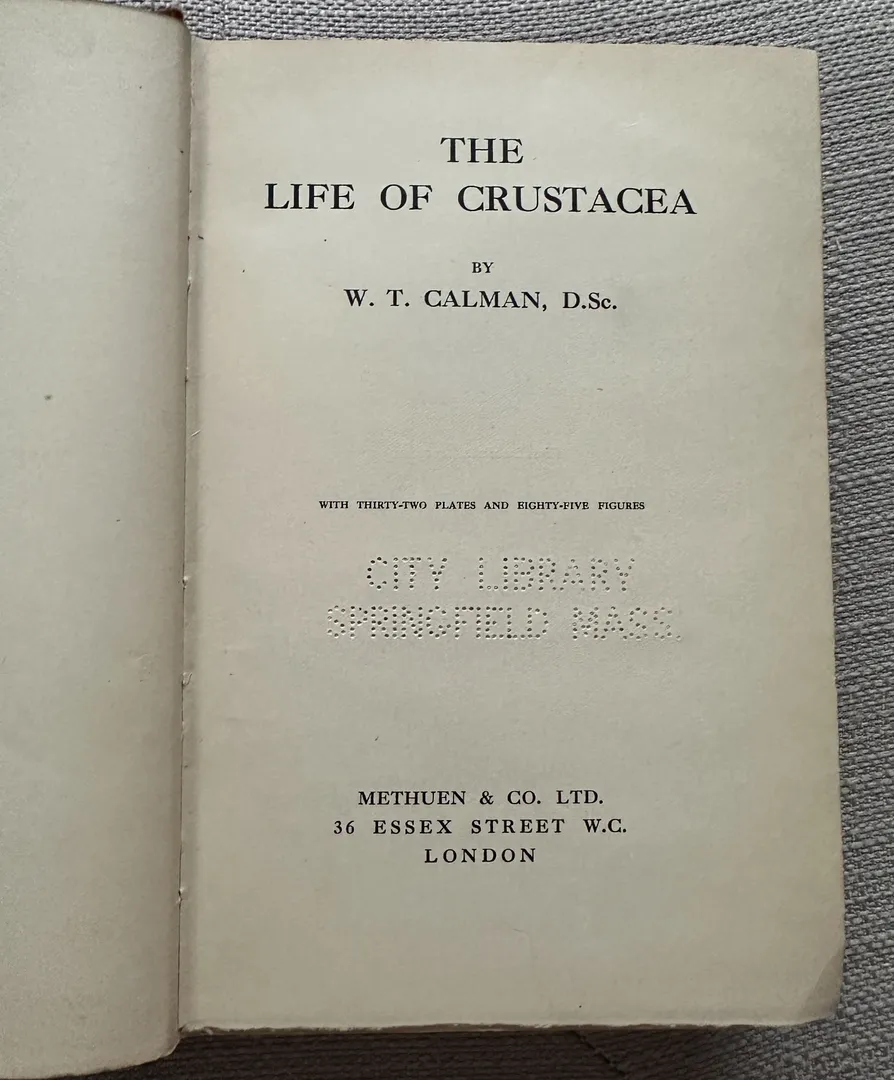 THE
LIFE OF CRUSTACEA
BY
W. T. CALMAN, D.Sc.
WITH THIRTY-TWO PLATES AND EIGHTY-FIVE FIGURES
CITY LIBRARY
SPRINGFIELD MASS.
METHUEN & CO. LTD.
36 ESSEX STREET W.C.
LONDON